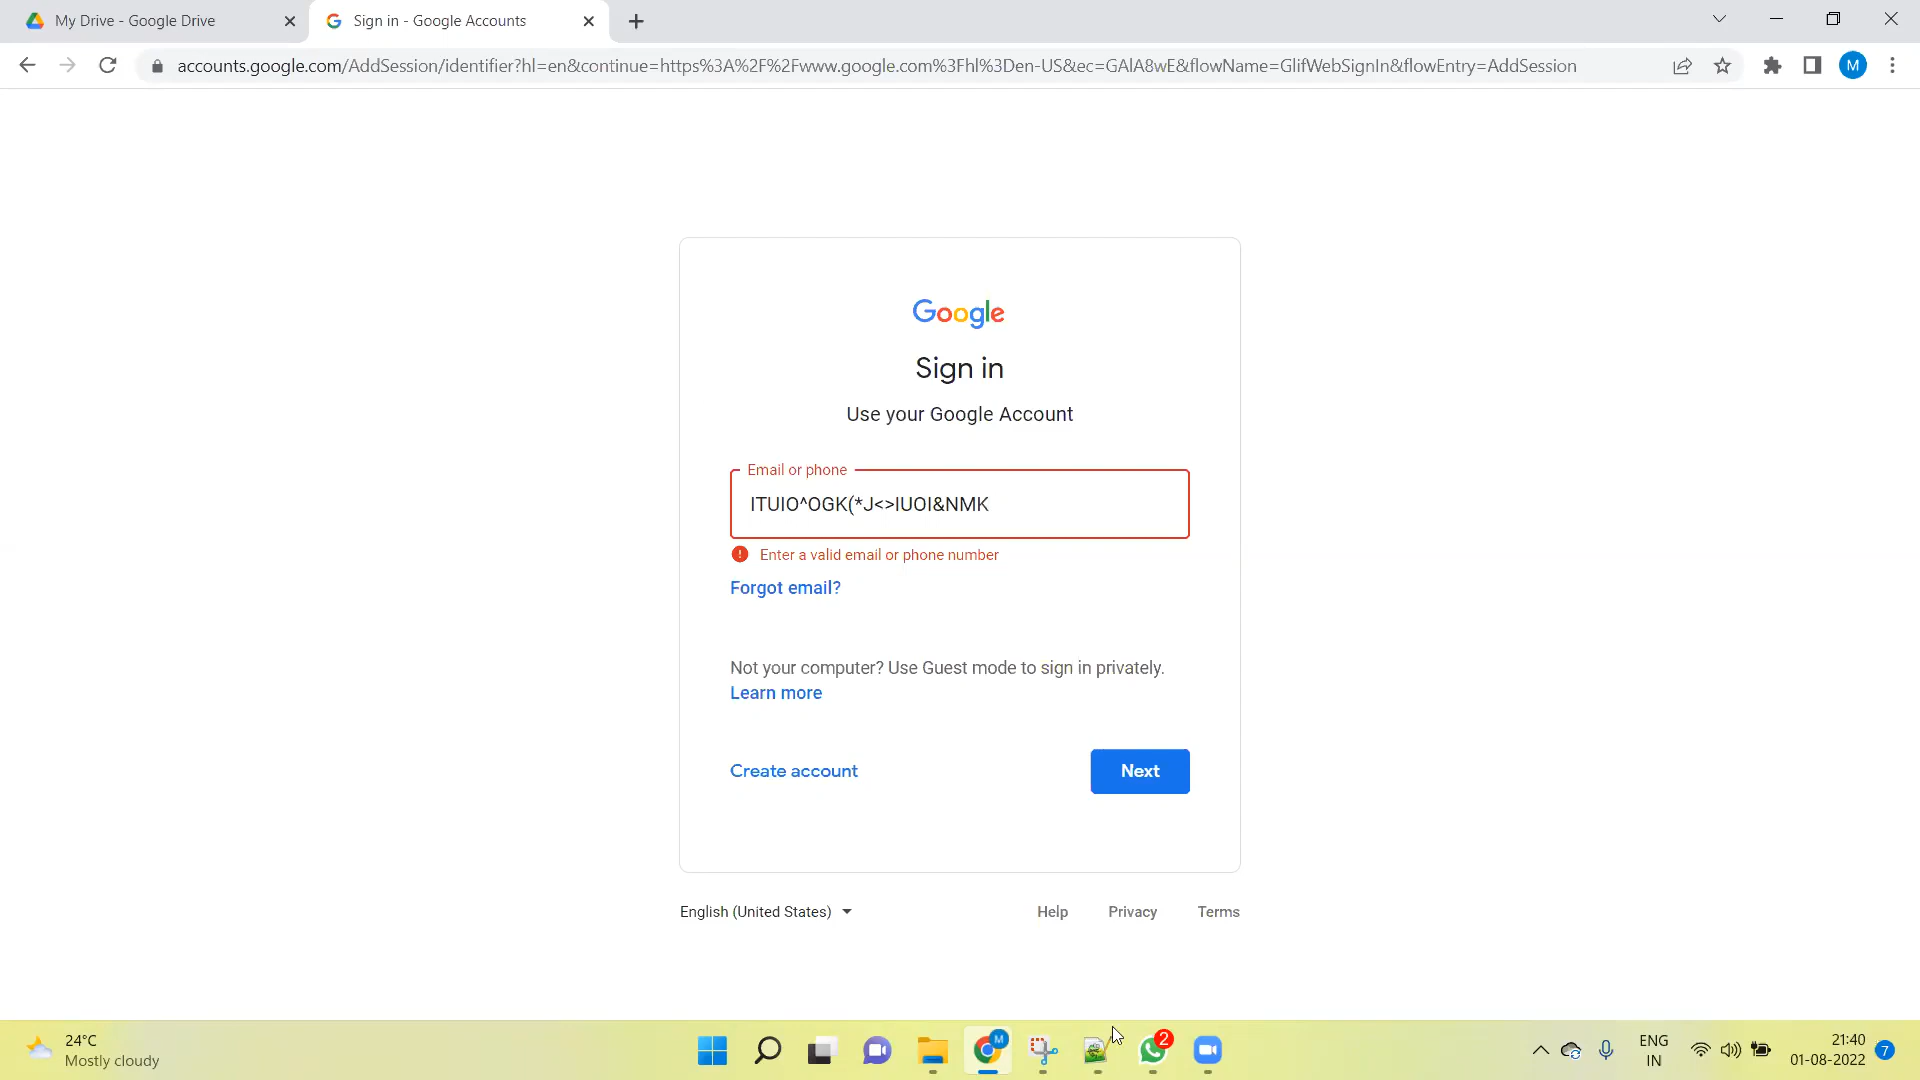 My Drive - Google Drive
Sign in - Google Accounts
accounts.google.com/AddSession/identifier?hl=en&continue=https%3A%2F%2Fwww.google.com%3Fhl%3Den-US&ec=GAlA8wE&flowName=GlifWebSignIn&flowEntry=AddSession
M
Google
Sign in
Use your Google Account
Email or phone
ITUIO^OGK(*J<>IUOI&NMK
Enter a valid email or phone number
Forgot email?
Not your computer? Use Guest mode to sign in privately.
Learn more
Create account
Next
English (United States)
Help
Privacy
Terms
24°C
Mostly cloudy
M
2
ENG
IN
21:40
01-08-2022
7